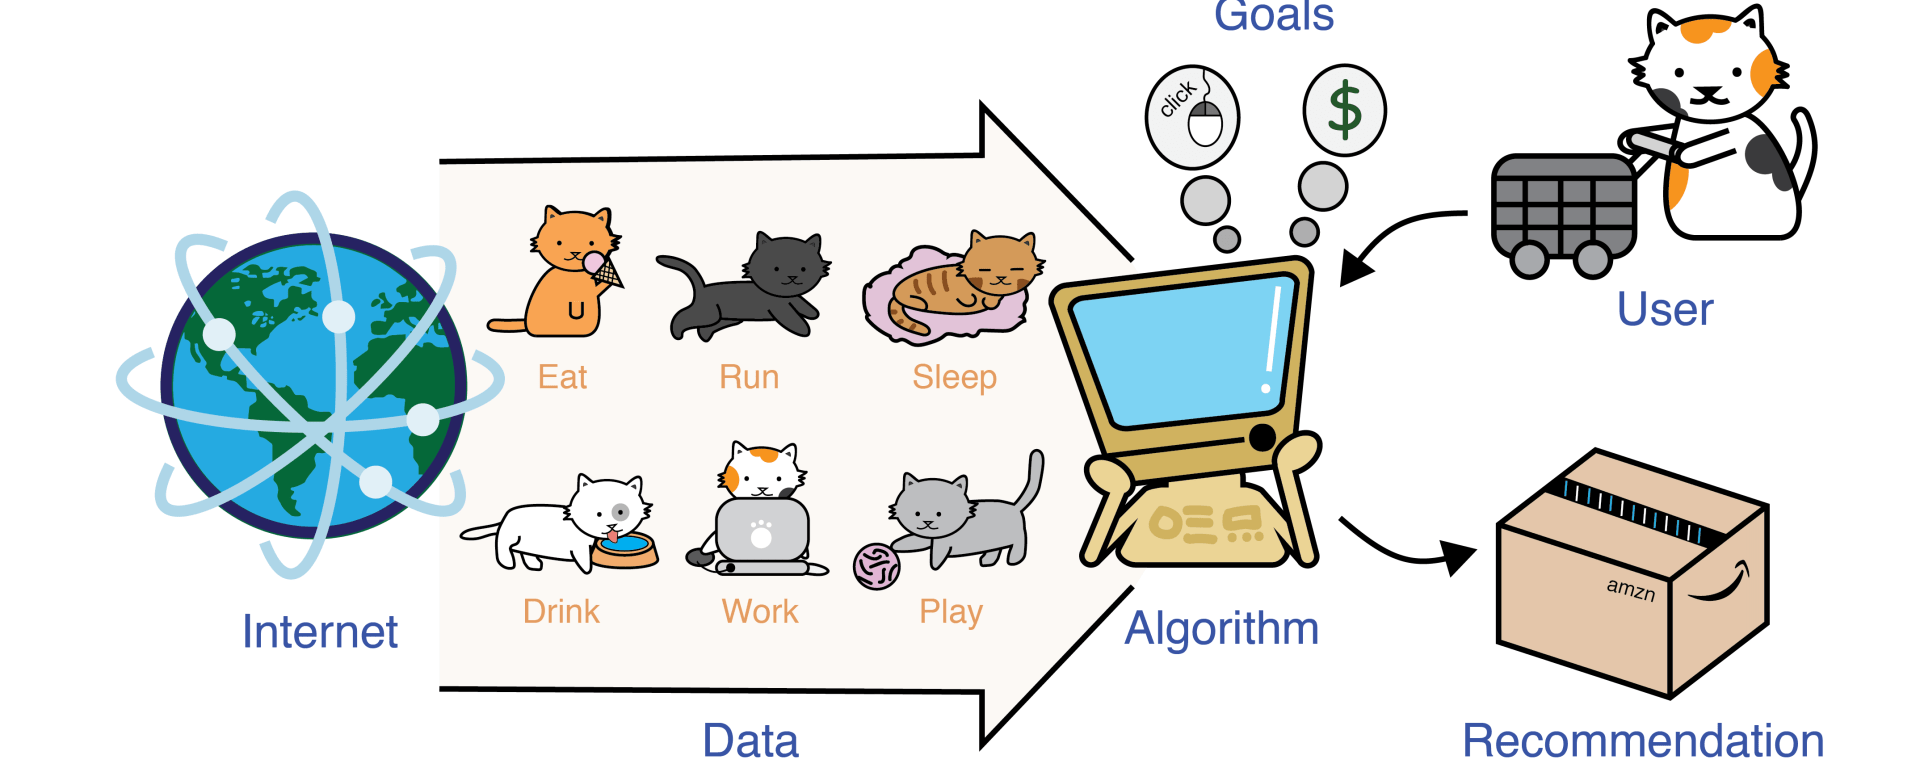 Goals
click
$
User
Eat
Run
Sleep
Drink
Work
Play
Internet
Algorithm
amzn
Data
Recommendation